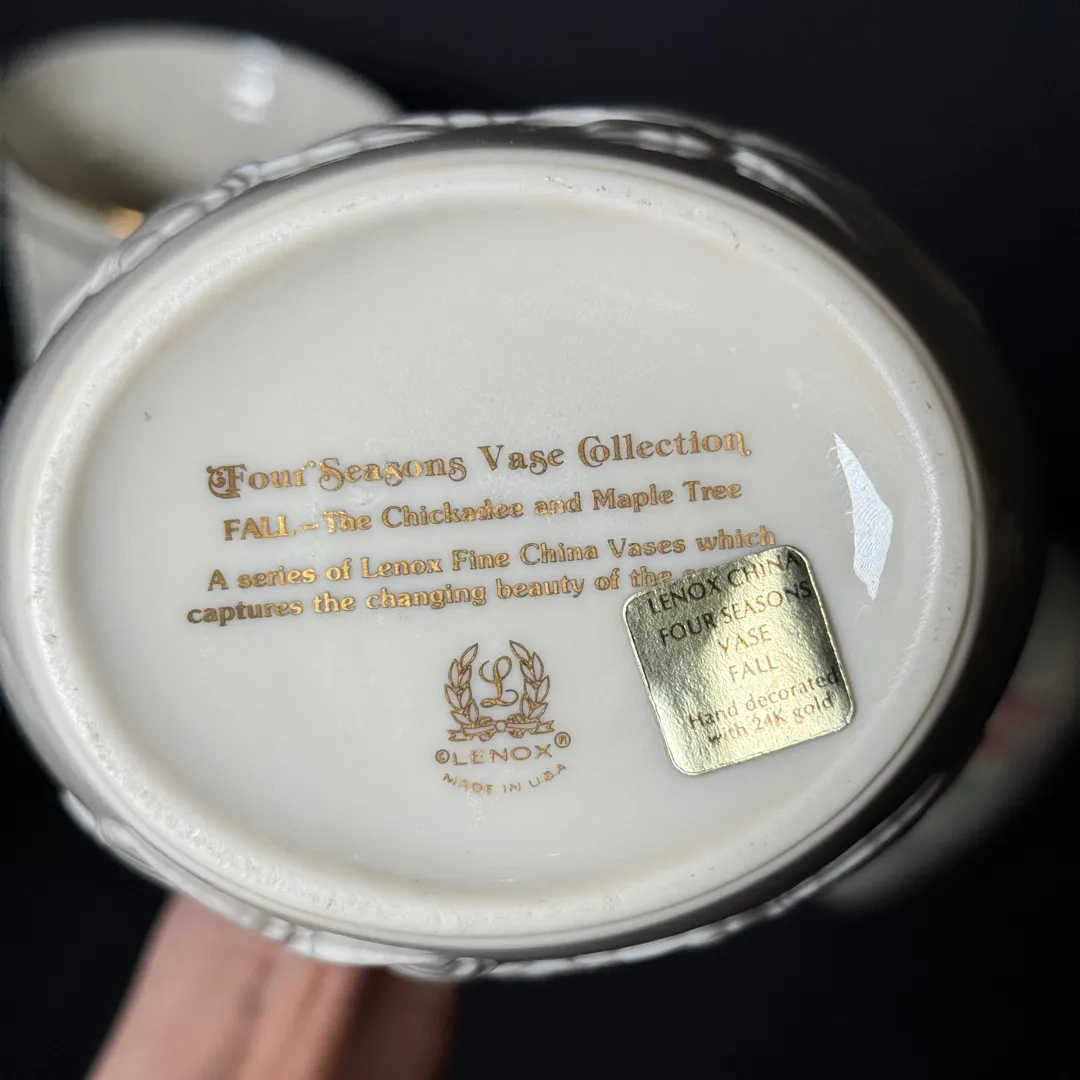 Four Seasons Vase Collection
FALL—The Chickadee and Maple Tree
A series of Lenox Fine China Vases which
captures the changing beauty of the
L
©LENOX®
MADE IN U.S.A
LENOX CHINA
FOUR SEASONS
VASE
FALL
Hand decorated
with 24K gold